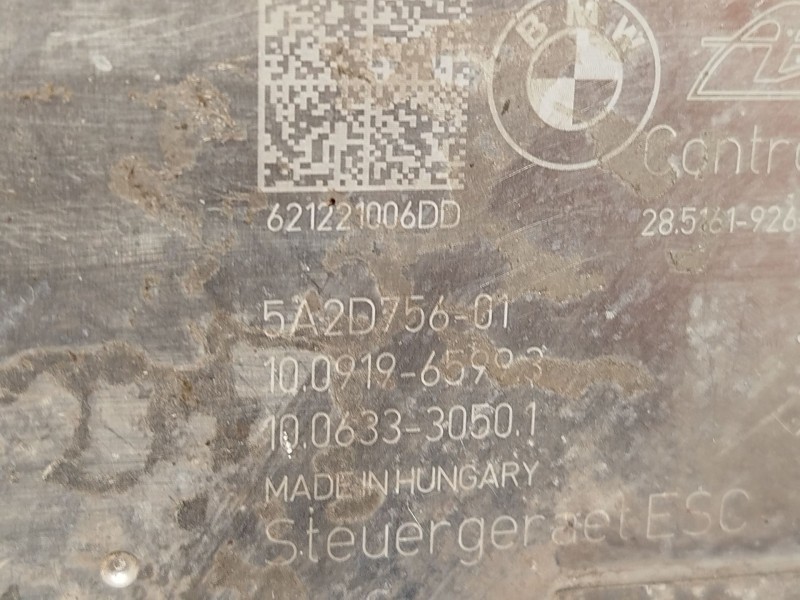 BMW
621221006DD
5A2D756-01
10.0633-3050.1
MADE IN HUNGARY
Steuergeraet ESC